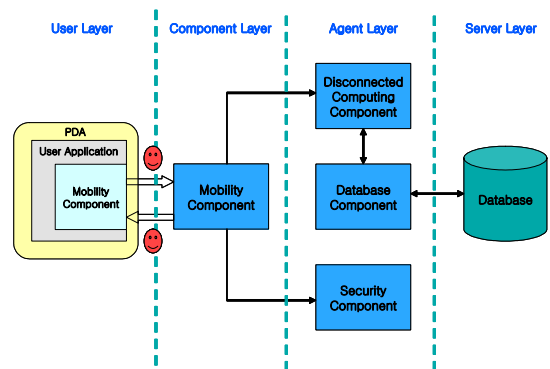 User Layer
Component Layer
Agent Layer
Server Layer
Disconnected
Computing
Component
PDA
User Application
Mobility
Component
Mobility
Component
Database
Component
Database
Security
Component